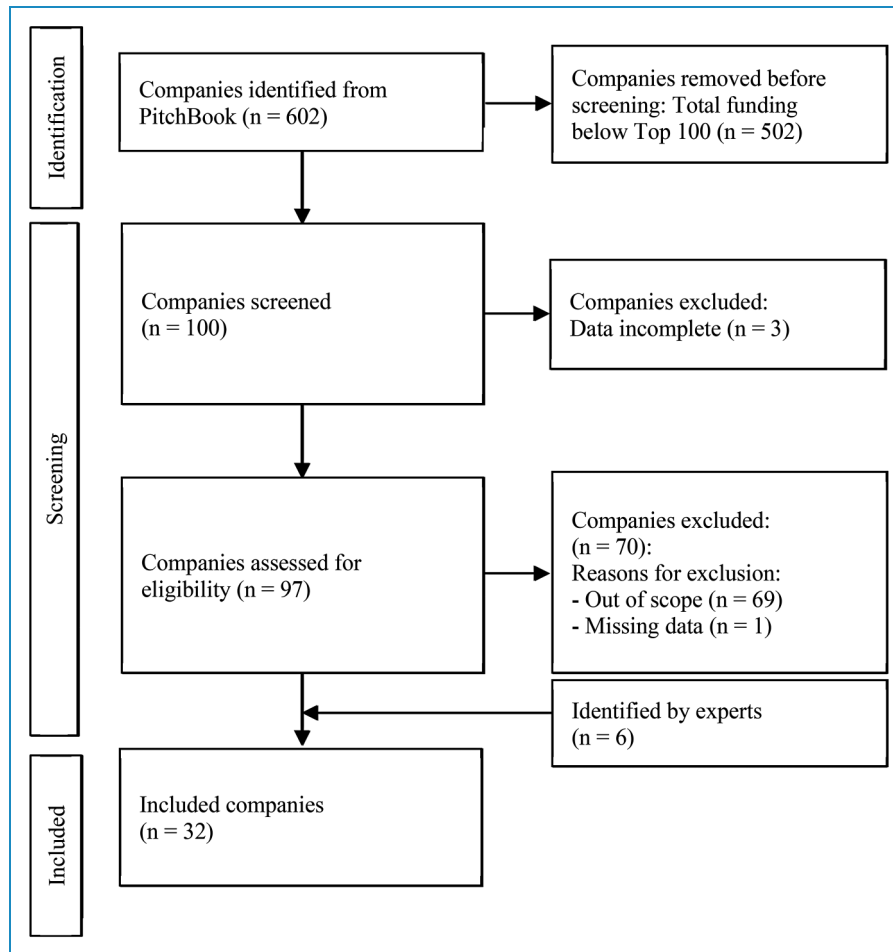 Identification
Companies identified from
PitchBook (n = 602)
Companies removed before
screening: Total funding
below Top 100 (n = 502)
Screening
Companies screened
(n = 100)
Companies excluded:
Data incomplete (n = 3)
Companies assessed for
eligibility (n = 97)
Companies excluded:
(n = 70):
Reasons for exclusion:
- Out of scope (n = 69)
- Missing data (n = 1)
Identified by experts
(n = 6)
Included
Included companies
(n = 32)